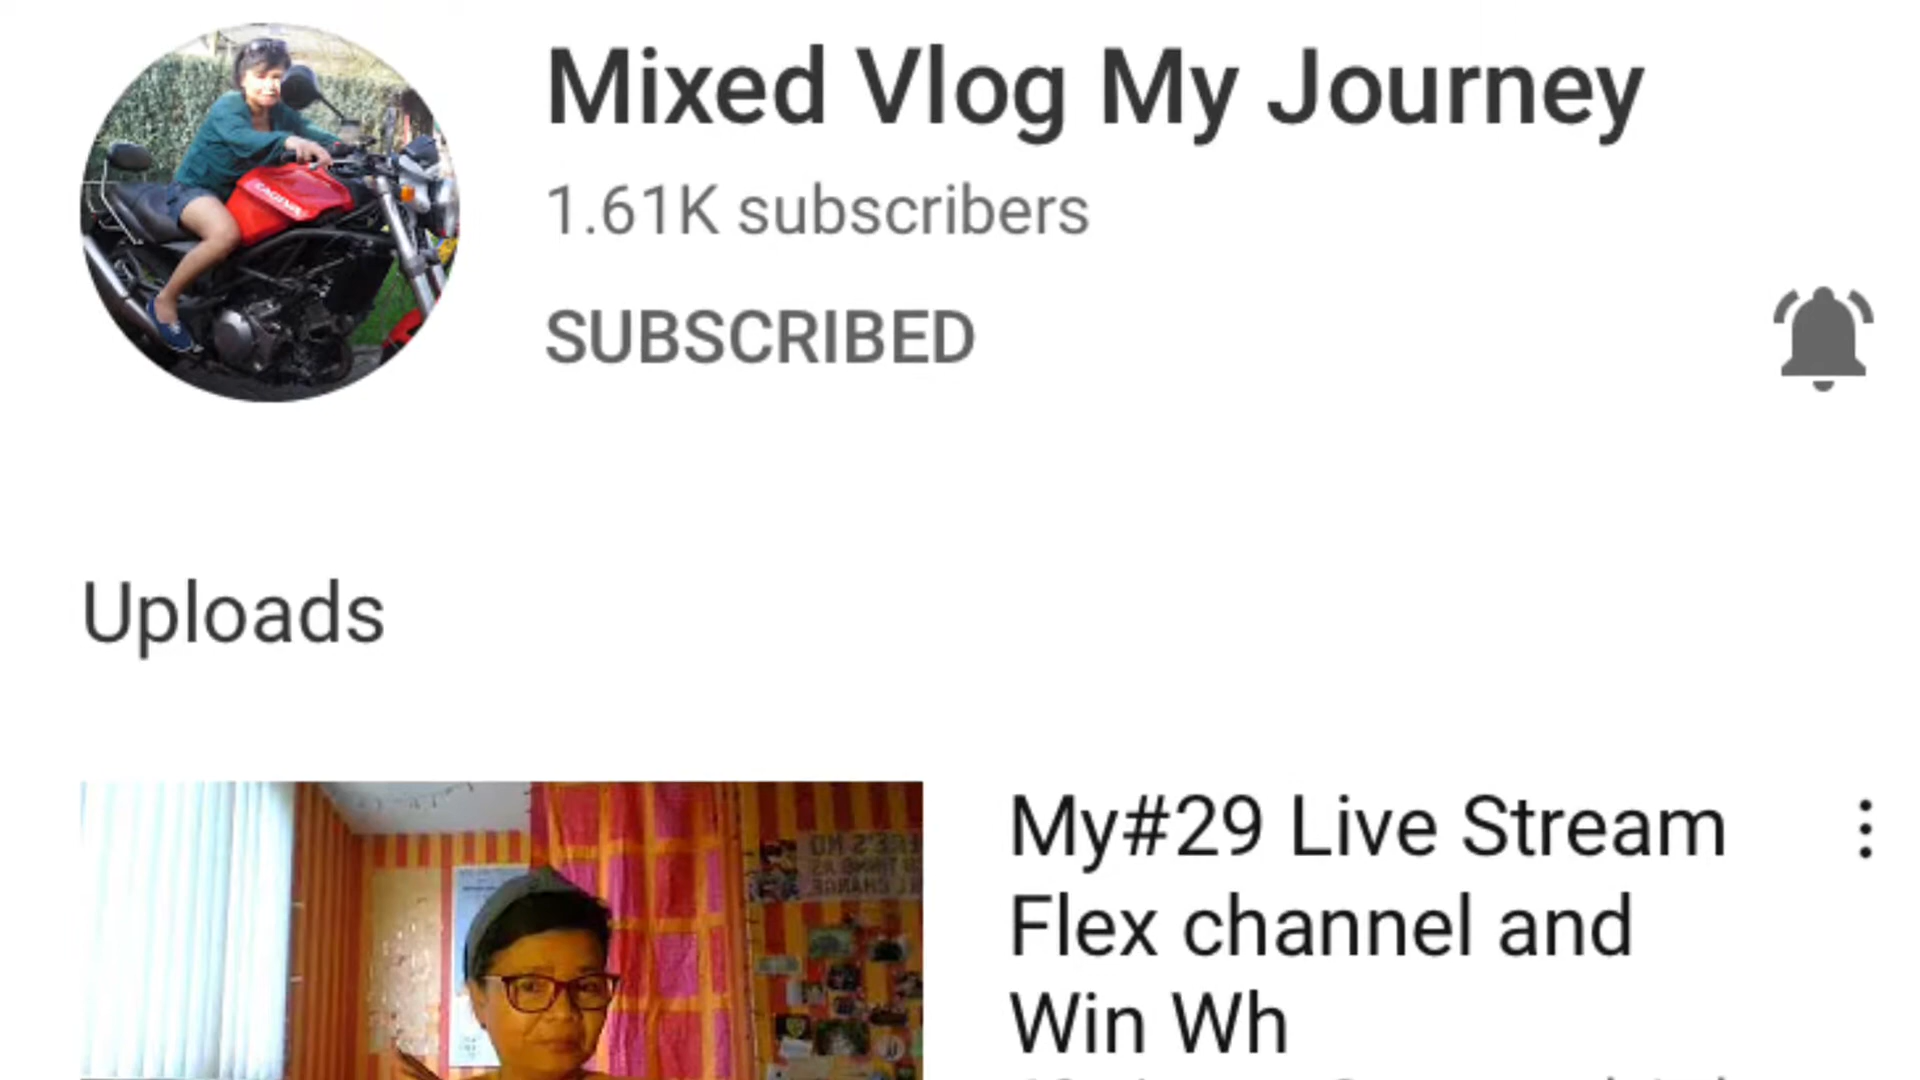 Mixed Vlog My Journey
1.61K subscribers
SUBSCRIBED
Uploads
My#29 Live Stream
Flex channel and
Win Wh